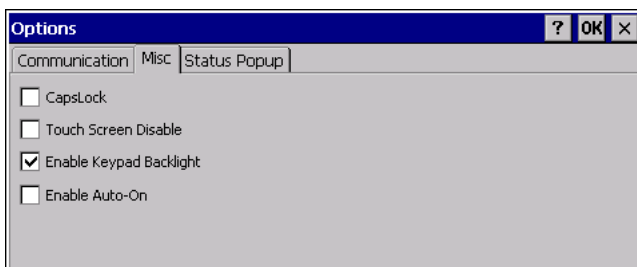 Options ? OK ×
Communication Misc Status Popup
CapsLock
Touch Screen Disable
Enable Keypad Backlight
Enable Auto-On